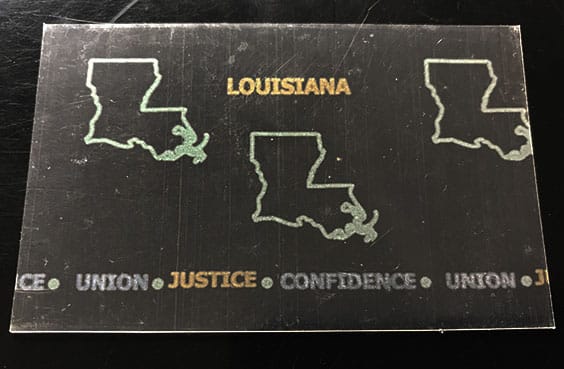 LOUISIANA
CE • UNION • JUSTICE • CONFIDENCE • UNION • J